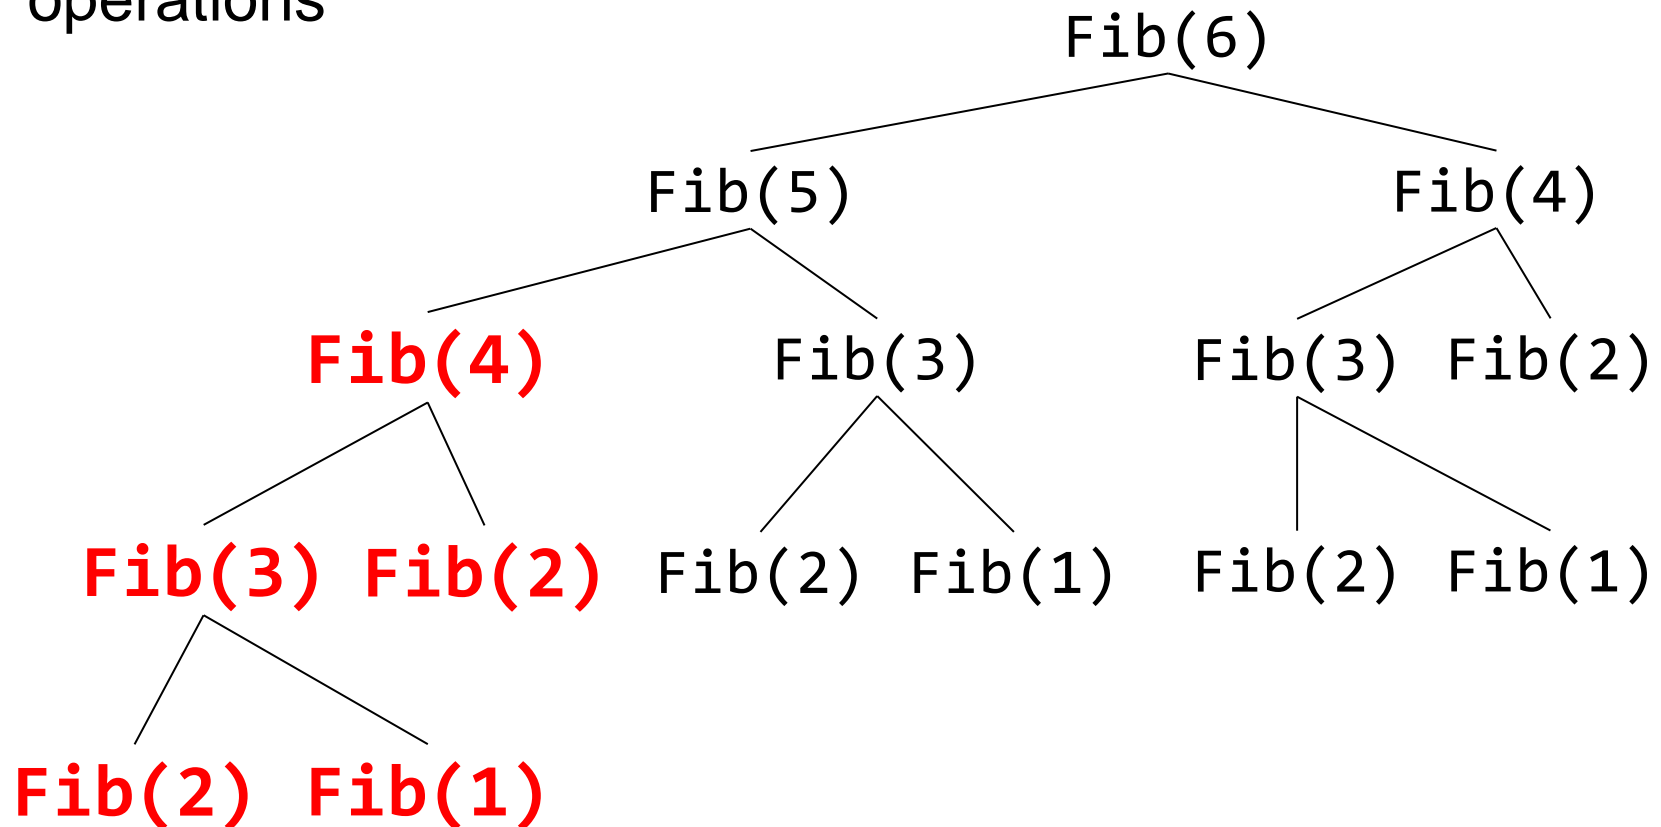 operations
Fib(6)
Fib(5) Fib(4)
Fib(4) Fib(3) Fib(3) Fib(2)
Fib(3) Fib(2) Fib(2) Fib(1) Fib(2) Fib(1)
Fib(2) Fib(1)